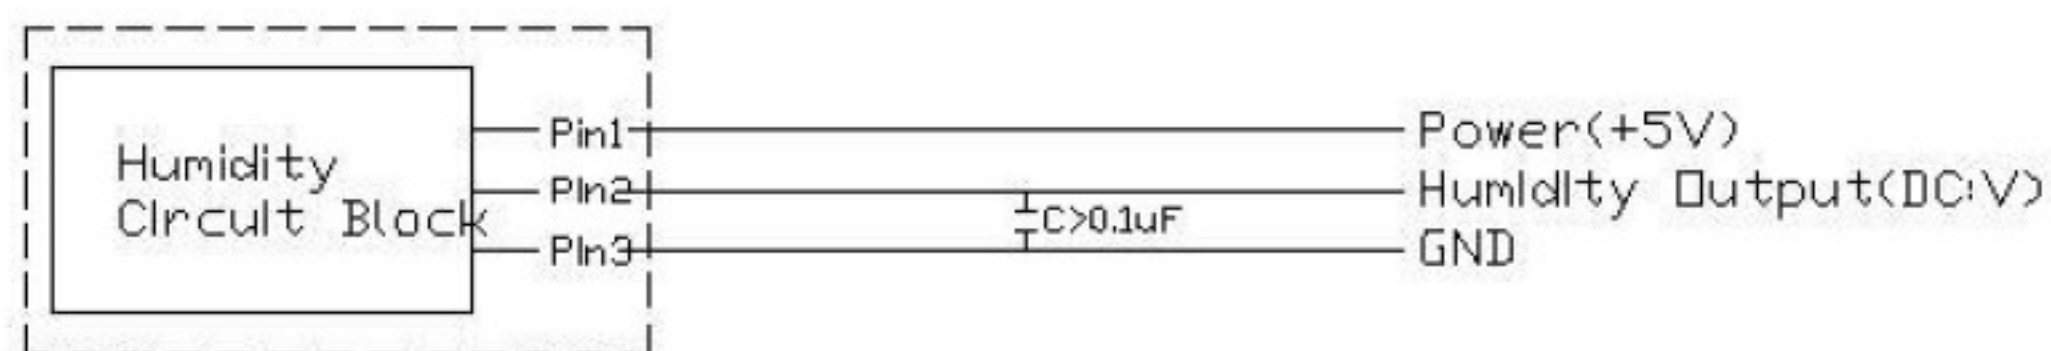 Humidity
Circuit Block
Pin1
Pin2
Pin3
C>0.1uF
Power(+5V)
Humidity Output(DC:V)
GND